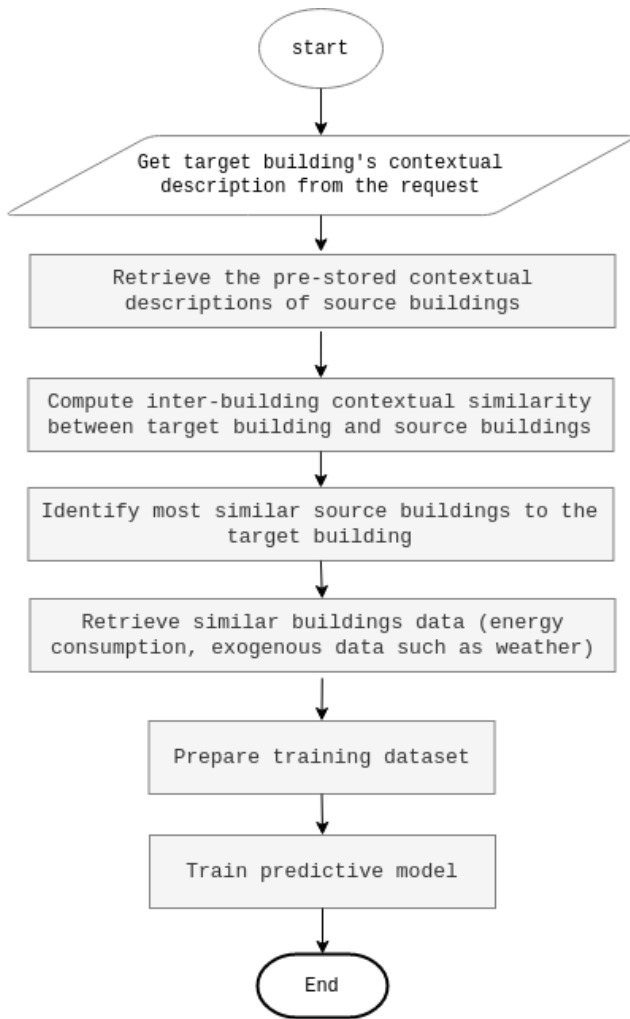 start
Get target building's contextual
description from the request
Retrieve the pre-stored contextual
descriptions of source buildings
Compute inter-building contextual similarity
between target building and source buildings
Identify most similar source buildings to the
target building
Retrieve similar buildings data (energy
consumption, exogenous data such as weather)
Prepare training dataset
Train predictive model
End